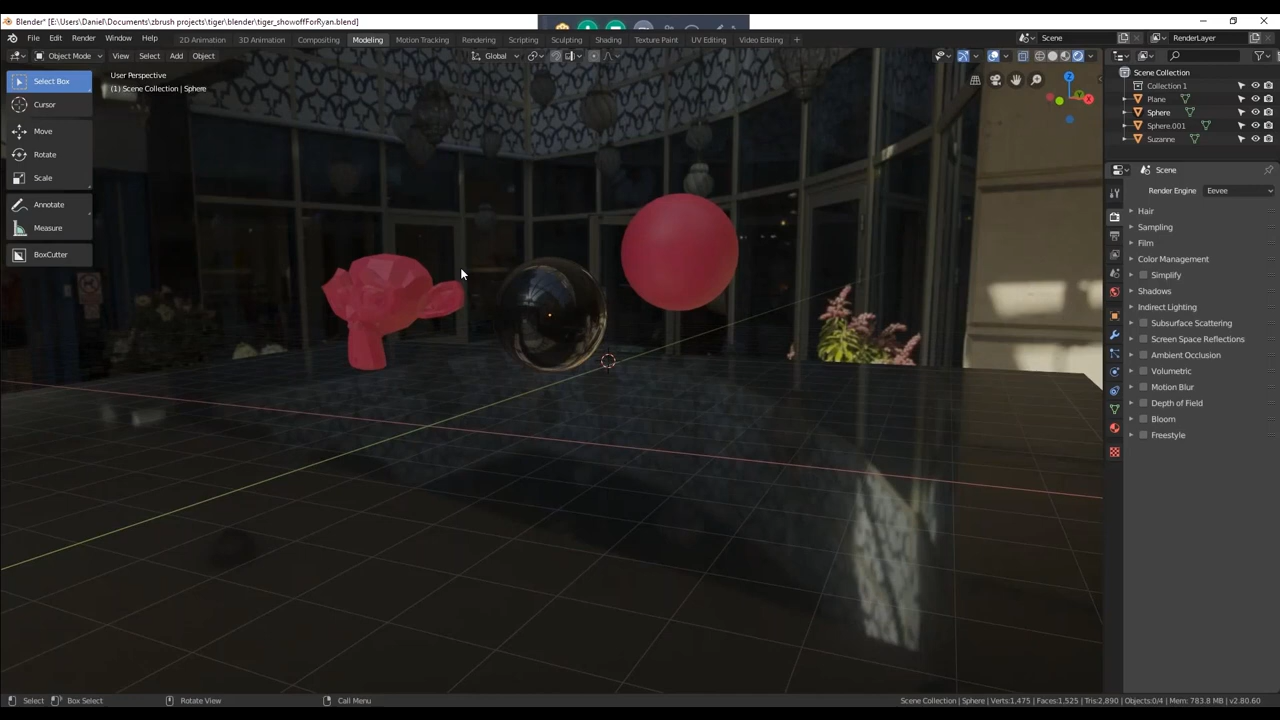 Blender* [E:\Users\Daniel\Documents\zbrush projects\tiger\blender\tiger_showoffForRyan.blend]
File Edit Render Window Help 2D Animation 3D Animation Compositing Modeling Motion Tracking Rendering Scripting Sculpting Shading Texture Paint UV Editing Video Editing + Scene RenderLayer
Object Mode View Select Add Object Global
User Perspective
(1) Scene Collection | Sphere
Select Box
Cursor
Move
Rotate
Scale
Annotate
Measure
BoxCutter
Z
Y
X
Scene Collection
Collection 1
Plane
Sphere
Sphere.001
Suzanne
Scene
Render Engine Eevee
Hair
Sampling
Film
Color Management
Simplify
Shadows
Indirect Lighting
Subsurface Scattering
Screen Space Reflections
Ambient Occlusion
Volumetric
Motion Blur
Depth of Field
Bloom
Freestyle
Select Box Select Rotate View Call Menu Scene Collection | Sphere | Verts:1,475 | Faces:1,525 | Tris:2,890 | Objects:0/4 | Mem: 783.8 MB | v2.80.60